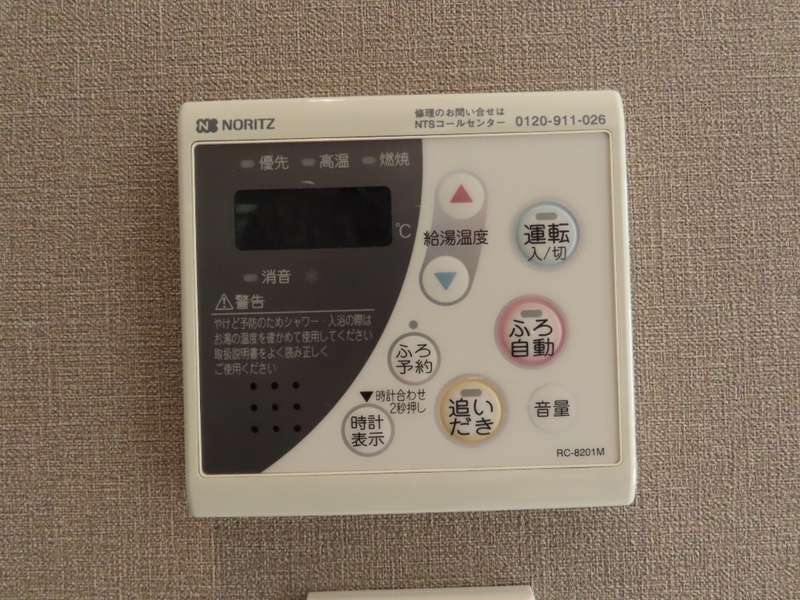 NORITZ
修理のお問い合せは
NTSコールセンター 0120-911-026
優先 高温 燃焼
℃
給湯温度
運転
入/切
消音
警告
やけど予防のためシャワー・入浴の際は
お湯の温度を確かめて使用してください
取扱説明書をよく読み正しく
ご使用ください
ふろ
自動
ふろ
予約
▼時計合わせ
2秒押し
時計
表示
追い
だき
音量
RC-8201M